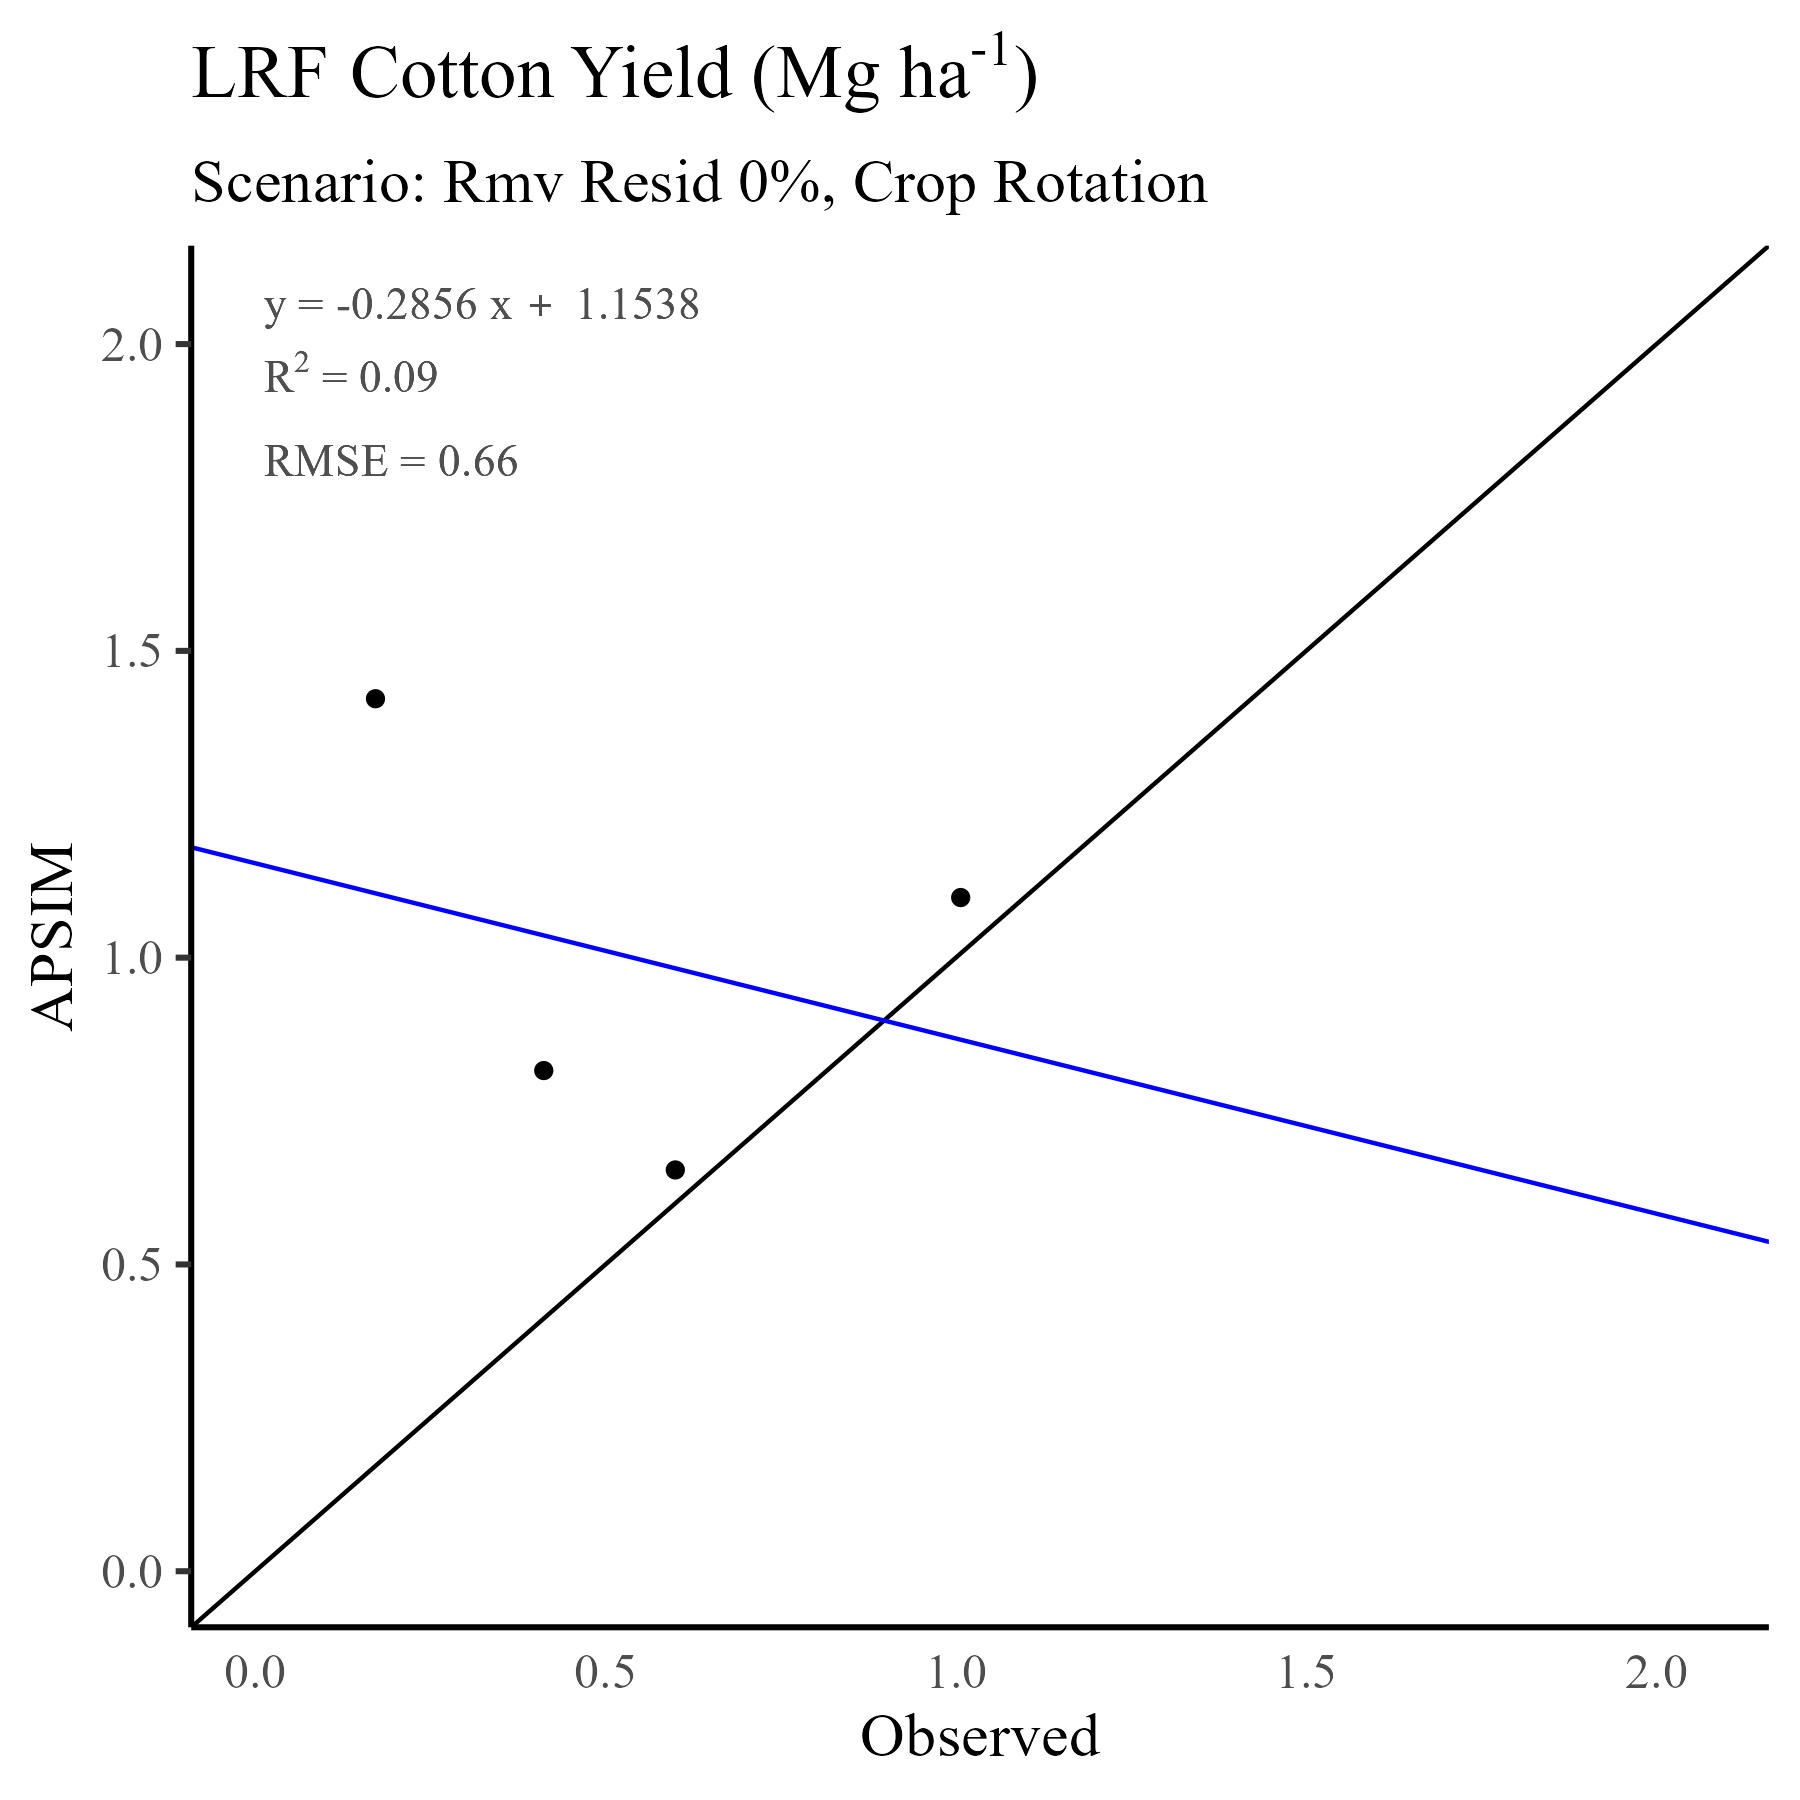 LRF Cotton Yield (Mg ha⁻¹)
Scenario: Rmv Resid 0%, Crop Rotation
y = -0.2856 x + 1.1538
R² = 0.09
RMSE = 0.66
2.0
1.5
1.0
0.5
0.0
APSIM
0.0 0.5 1.0 1.5 2.0
Observed